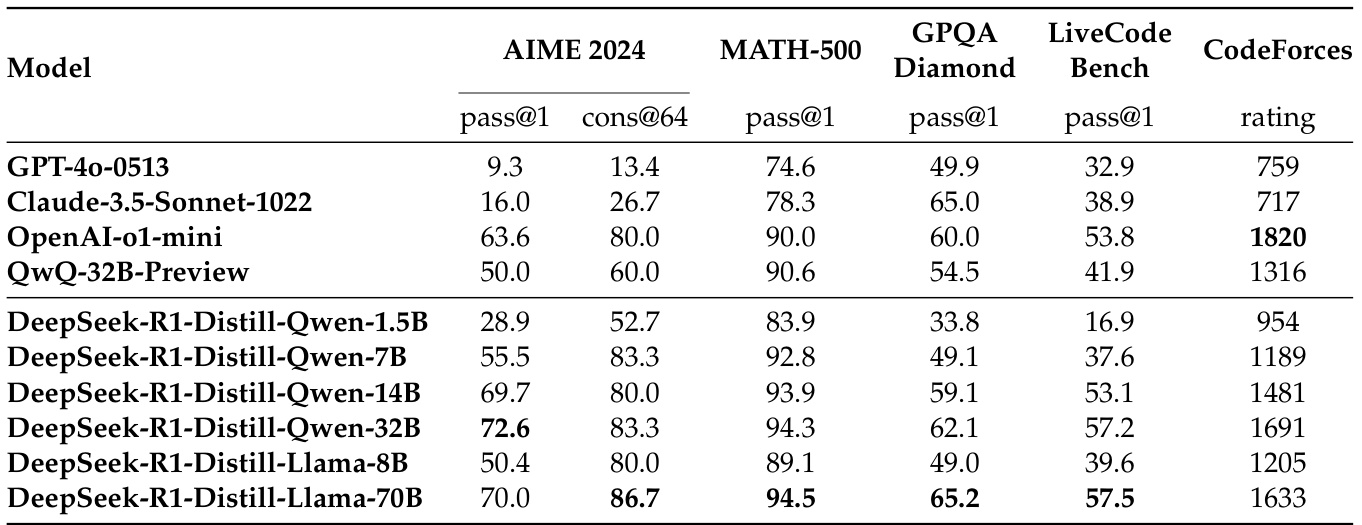 Model AIME 2024 MATH-500 GPQA Diamond LiveCode Bench CodeForces
pass@1 cons@64 pass@1 pass@1 pass@1 rating
GPT-4o-0513 9.3 13.4 74.6 49.9 32.9 759
Claude-3.5-Sonnet-1022 16.0 26.7 78.3 65.0 38.9 717
OpenAI-o1-mini 63.6 80.0 90.0 60.0 53.8 1820
QwQ-32B-Preview 50.0 60.0 90.6 54.5 41.9 1316
DeepSeek-R1-Distill-Qwen-1.5B 28.9 52.7 83.9 33.8 16.9 954
DeepSeek-R1-Distill-Qwen-7B 55.5 83.3 92.8 49.1 37.6 1189
DeepSeek-R1-Distill-Qwen-14B 69.7 80.0 93.9 59.1 53.1 1481
DeepSeek-R1-Distill-Qwen-32B 72.6 83.3 94.3 62.1 57.2 1691
DeepSeek-R1-Distill-Llama-8B 50.4 80.0 89.1 49.0 39.6 1205
DeepSeek-R1-Distill-Llama-70B 70.0 86.7 94.5 65.2 57.5 1633